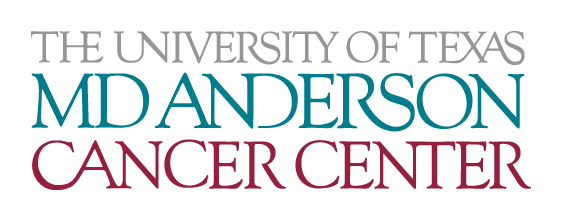 THE UNIVERSITY OF TEXAS
MD ANDERSON
CANCER CENTER